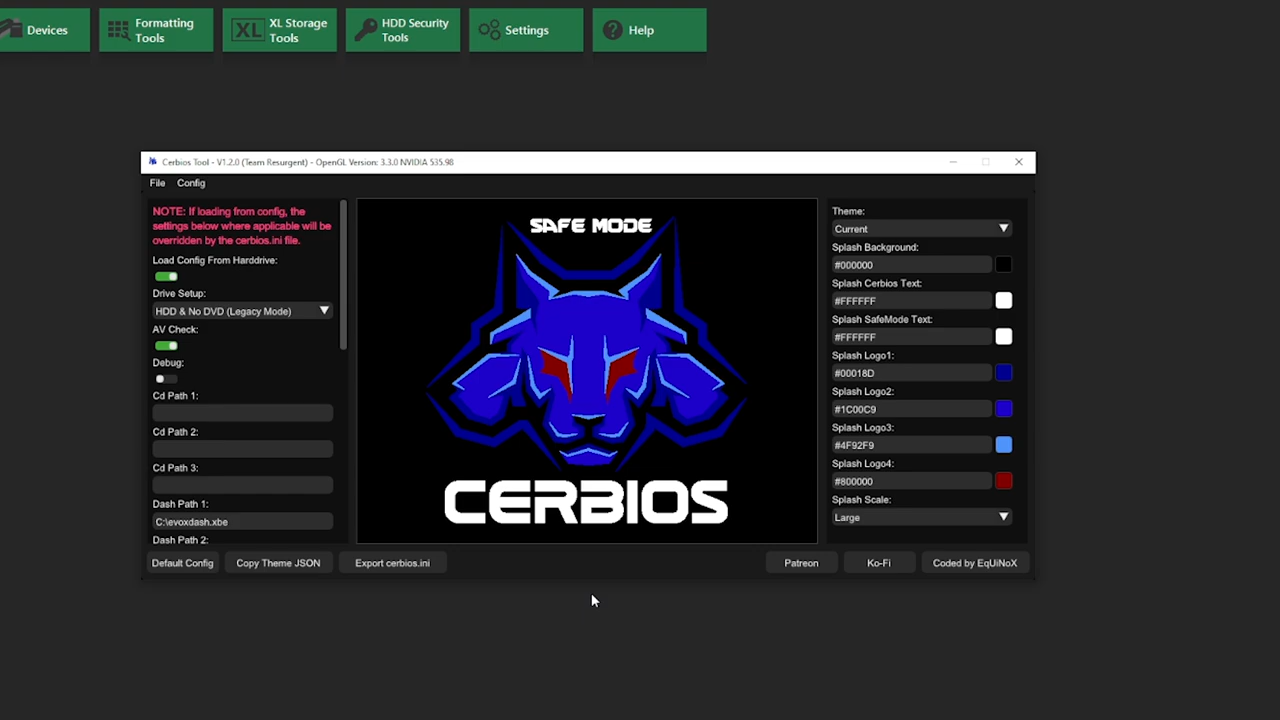 Devices
Formatting
Tools
XL
XL Storage
Tools
HDD Security
Tools
Settings
?
Help
Cerbios Tool - V1.2.0 (Team Resurgent) - OpenGL Version: 3.3.0 NVIDIA 535.98
File Config
NOTE: If loading from config, the
settings below where applicable will be
overridden by the cerbios.ini file.
Load Config From Harddrive:
Drive Setup:
HDD & No DVD (Legacy Mode)
AV Check:
Debug:
Cd Path 1:
Cd Path 2:
Cd Path 3:
Dash Path 1:
C:\evoxdash.xbe
Dash Path 2:
SAFE MODE
CERBIOS
Theme:
Current
Splash Background:
#000000
Splash Cerbios Text:
#FFFFFF
Splash SafeMode Text:
#FFFFFF
Splash Logo1:
#00018D
Splash Logo2:
#1C00C9
Splash Logo3:
#4F92F9
Splash Logo4:
#800000
Splash Scale:
Large
Default Config Copy Theme JSON Export cerbios.ini Patreon Ko-Fi Coded by EqUiNoX